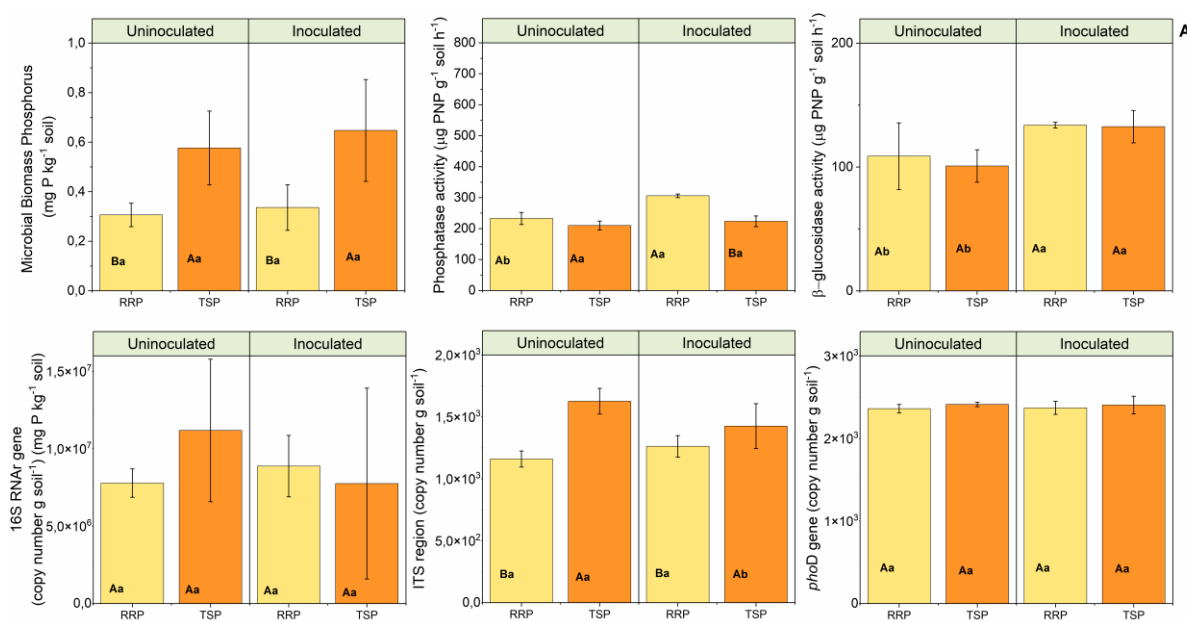 Uninoculated
Inoculated
Microbial Biomass Phosphorus
(mg P kg⁻¹ soil)
1,0
0,8
0,6
0,4
0,2
0,0
Ba
Aa
Ba
Aa
RRP
TSP
RRP
TSP
Uninoculated
Inoculated
Phosphatase activity (μg PNP g⁻¹ soil h⁻¹)
800
700
600
500
400
300
200
100
0
Ab
Aa
Aa
Ba
RRP
TSP
RRP
TSP
Uninoculated
Inoculated
A
β–glucosidase activity (μg PNP g⁻¹ soil h⁻¹)
200
100
0
Ab
Ab
Aa
Aa
RRP
TSP
RRP
TSP
Uninoculated
Inoculated
16S RNAr gene
(copy number g soil⁻¹) (mg P kg⁻¹ soil)
1,5×10⁷
1,0×10⁷
5,0×10⁶
0,0
Aa
Aa
Aa
Aa
RRP
TSP
RRP
TSP
Uninoculated
Inoculated
ITS region (copy number g soil⁻¹)
2,0×10³
1,5×10³
1,0×10³
5,0×10²
0,0
Ba
Aa
Ba
Ab
RRP
TSP
RRP
TSP
Uninoculated
Inoculated
phoD gene (copy number g soil⁻¹)
3×10³
2×10³
1×10³
0
Aa
Aa
Aa
Aa
RRP
TSP
RRP
TSP